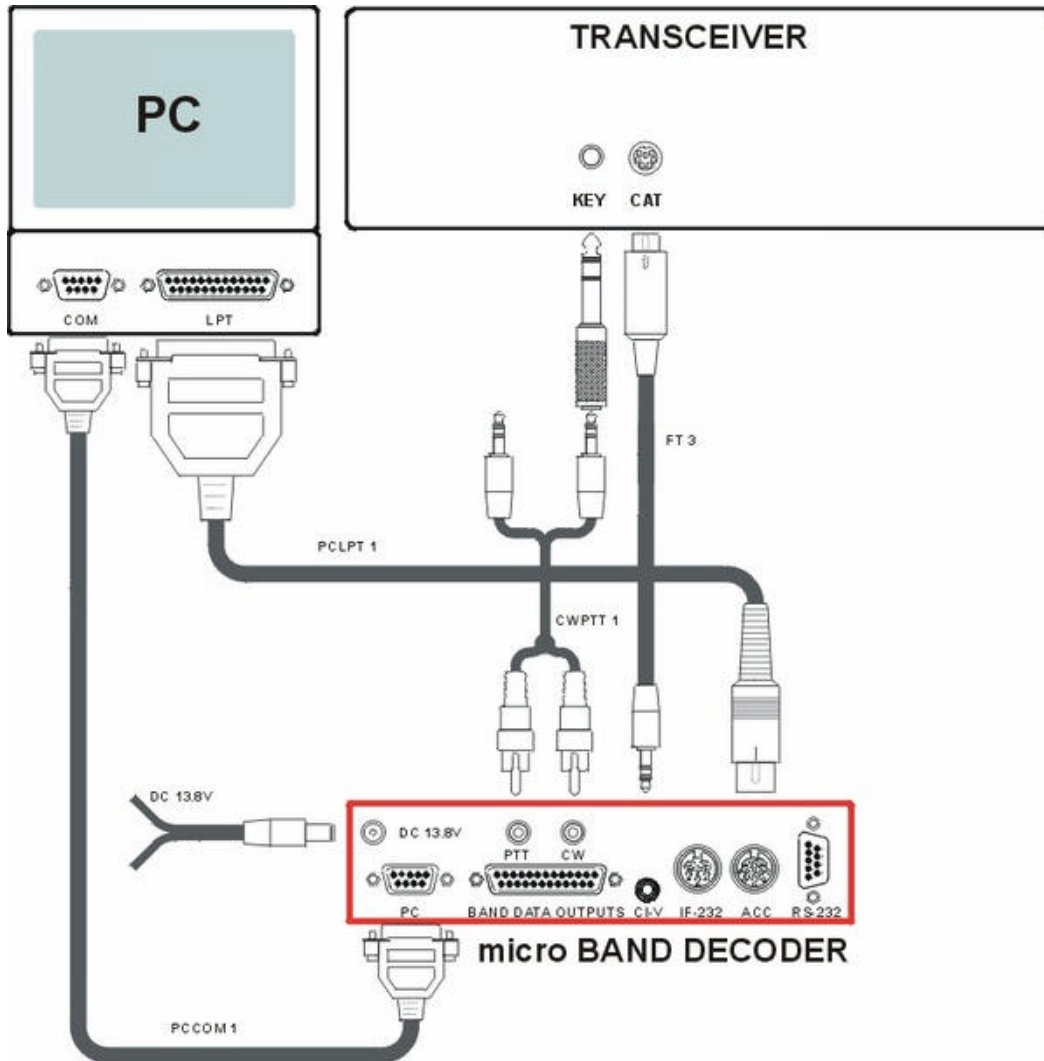 TRANSCEIVER
PC
KEY CAT
COM LPT
FT 3
PCLPT 1
CWPTT 1
DC 13.8V
DC 13.8V
PTT CW
PC BAND DATA OUTPUTS CI-V IF-232 ACC RS-232
micro BAND DECODER
PCCOM 1